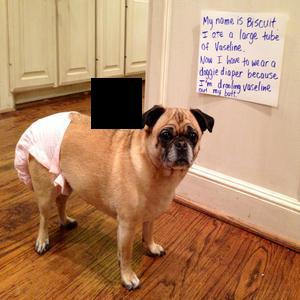 My name is Biscuit
I ate a large tube
of Vaseline.
Now I have to wear a
doggie diaper because
I'm drooling vaseline
out my butt!